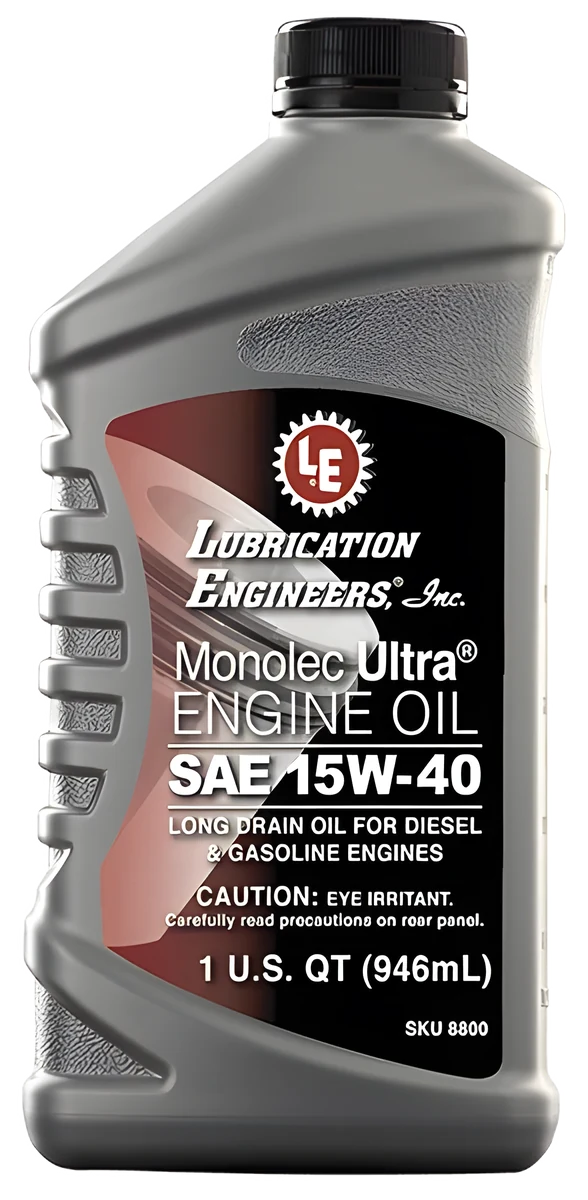 LE
LUBRICATION
ENGINEERS,® Inc.
Monolec Ultra®
ENGINE OIL
SAE 15W-40
LONG DRAIN OIL FOR DIESEL
& GASOLINE ENGINES
CAUTION: EYE IRRITANT.
Carefully read precautions on rear panel.
1 U.S. QT (946mL)
SKU 8800